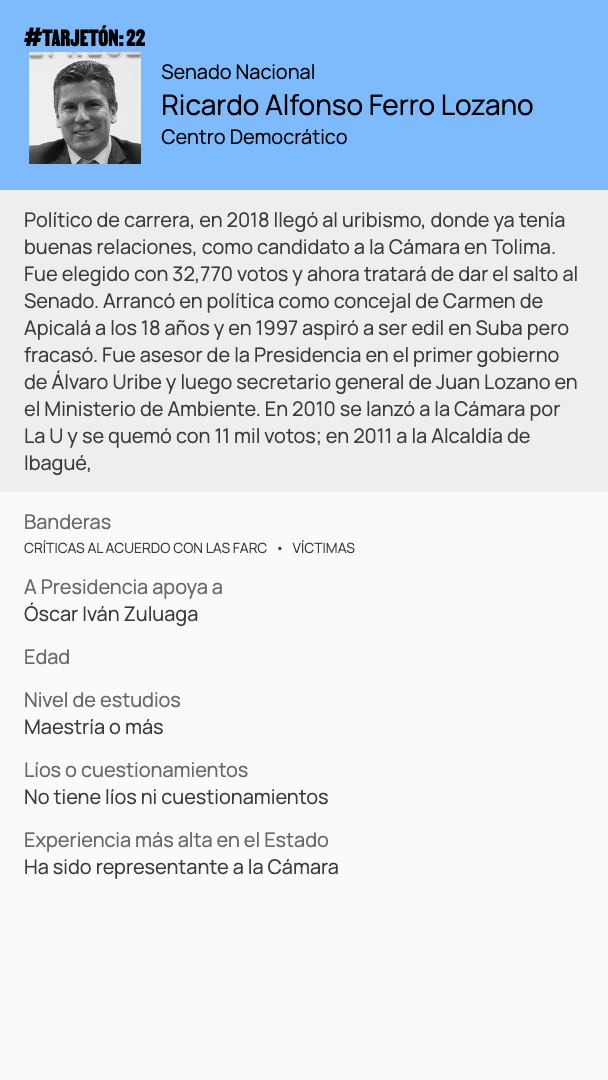 #TARJETÓN: 22
Senado Nacional
Ricardo Alfonso Ferro Lozano
Centro Democrático
Político de carrera, en 2018 llegó al uribismo, donde ya tenía
buenas relaciones, como candidato a la Cámara en Tolima.
Fue elegido con 32,770 votos y ahora tratará de dar el salto al
Senado. Arrancó en política como concejal de Carmen de
Apicalá a los 18 años y en 1997 aspiró a ser edil en Suba pero
fracasó. Fue asesor de la Presidencia en el primer gobierno
de Álvaro Uribe y luego secretario general de Juan Lozano en
el Ministerio de Ambiente. En 2010 se lanzó a la Cámara por
La U y se quemó con 11 mil votos; en 2011 a la Alcaldía de
Ibagué,
Banderas
CRÍTICAS AL ACUERDO CON LAS FARC • VÍCTIMAS
A Presidencia apoya a
Óscar Iván Zuluaga
Edad
Nivel de estudios
Maestría o más
Líos o cuestionamientos
No tiene líos ni cuestionamientos
Experiencia más alta en el Estado
Ha sido representante a la Cámara